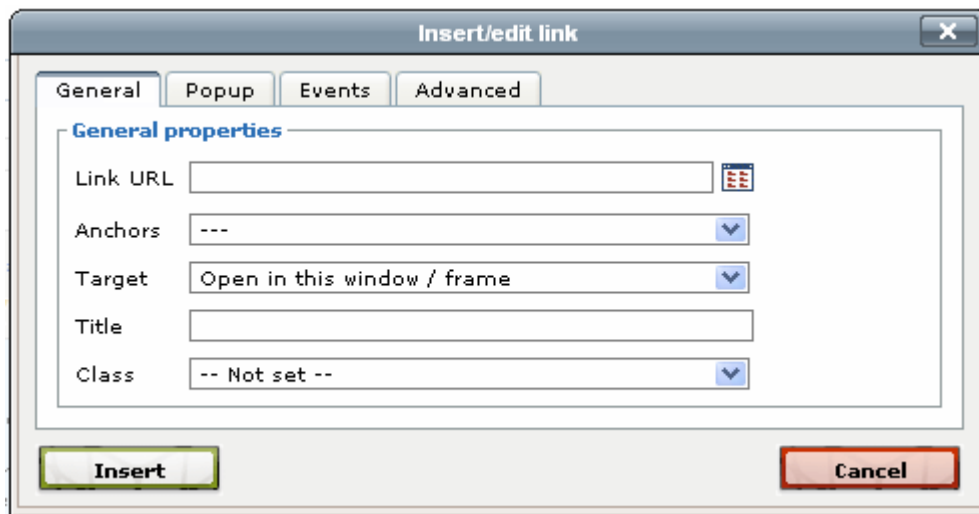 Insert/edit link
General Popup Events Advanced
General properties
Link URL
Anchors ---
Target Open in this window / frame
Title
Class -- Not set --
Insert Cancel